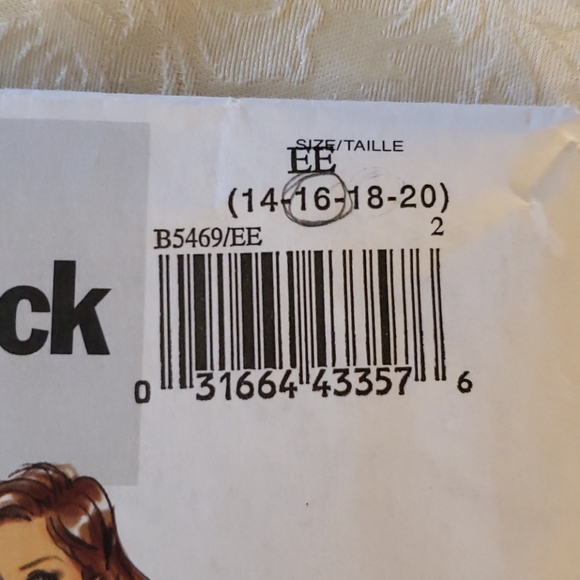 SIZE/TAILLE
EE
(14-16-18-20)
B5469/EE 2
ck
0 31664 43357 6